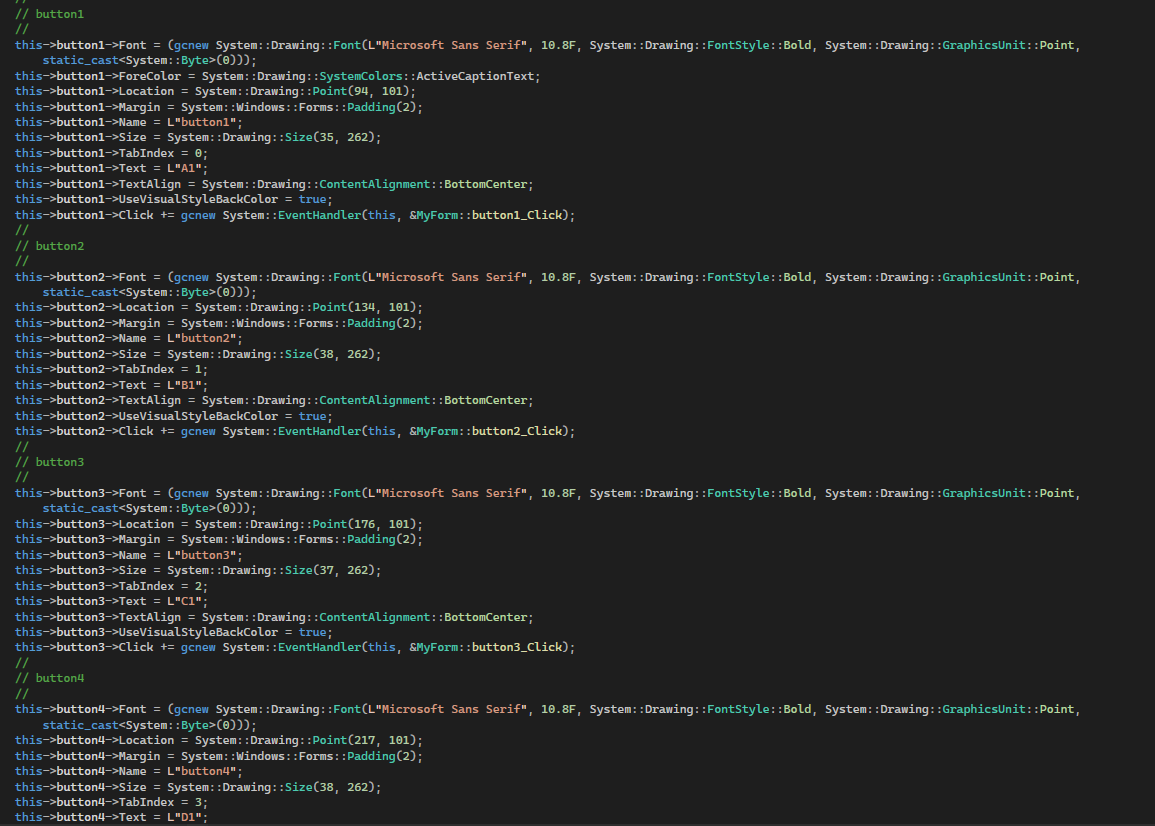 //
// button1
//
this->button1->Font = (gcnew System::Drawing::Font(L"Microsoft Sans Serif", 10.8F, System::Drawing::FontStyle::Bold, System::Drawing::GraphicsUnit::Point,
static_cast<System::Byte>(0)));
this->button1->ForeColor = System::Drawing::SystemColors::ActiveCaptionText;
this->button1->Location = System::Drawing::Point(94, 101);
this->button1->Margin = System::Windows::Forms::Padding(2);
this->button1->Name = L"button1";
this->button1->Size = System::Drawing::Size(35, 262);
this->button1->TabIndex = 0;
this->button1->Text = L"A1";
this->button1->TextAlign = System::Drawing::ContentAlignment::BottomCenter;
this->button1->UseVisualStyleBackColor = true;
this->button1->Click += gcnew System::EventHandler(this, &MyForm::button1_Click);
//
// button2
//
this->button2->Font = (gcnew System::Drawing::Font(L"Microsoft Sans Serif", 10.8F, System::Drawing::FontStyle::Bold, System::Drawing::GraphicsUnit::Point,
static_cast<System::Byte>(0)));
this->button2->Location = System::Drawing::Point(134, 101);
this->button2->Margin = System::Windows::Forms::Padding(2);
this->button2->Name = L"button2";
this->button2->Size = System::Drawing::Size(38, 262);
this->button2->TabIndex = 1;
this->button2->Text = L"B1";
this->button2->TextAlign = System::Drawing::ContentAlignment::BottomCenter;
this->button2->UseVisualStyleBackColor = true;
this->button2->Click += gcnew System::EventHandler(this, &MyForm::button2_Click);
//
// button3
//
this->button3->Font = (gcnew System::Drawing::Font(L"Microsoft Sans Serif", 10.8F, System::Drawing::FontStyle::Bold, System::Drawing::GraphicsUnit::Point,
static_cast<System::Byte>(0)));
this->button3->Location = System::Drawing::Point(176, 101);
this->button3->Margin = System::Windows::Forms::Padding(2);
this->button3->Name = L"button3";
this->button3->Size = System::Drawing::Size(37, 262);
this->button3->TabIndex = 2;
this->button3->Text = L"C1";
this->button3->TextAlign = System::Drawing::ContentAlignment::BottomCenter;
this->button3->UseVisualStyleBackColor = true;
this->button3->Click += gcnew System::EventHandler(this, &MyForm::button3_Click);
//
// button4
//
this->button4->Font = (gcnew System::Drawing::Font(L"Microsoft Sans Serif", 10.8F, System::Drawing::FontStyle::Bold, System::Drawing::GraphicsUnit::Point,
static_cast<System::Byte>(0)));
this->button4->Location = System::Drawing::Point(217, 101);
this->button4->Margin = System::Windows::Forms::Padding(2);
this->button4->Name = L"button4";
this->button4->Size = System::Drawing::Size(38, 262);
this->button4->TabIndex = 3;
this->button4->Text = L"D1";